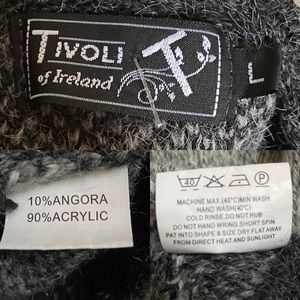 TIVOLI
of Ireland
T
L
10%ANGORA
90%ACRYLIC
40
P
MACHINE MAX.(40°C)MIN WASH
HAND WASH(40°C)
COLD RINSE.DO NOT RUB
DO NOT HAND WRING.SHORT SPIN
PAT INTO SHAPE & SIZE DRY FLAT AWAY
FROM DIRECT HEAT AND SUNLIGHT